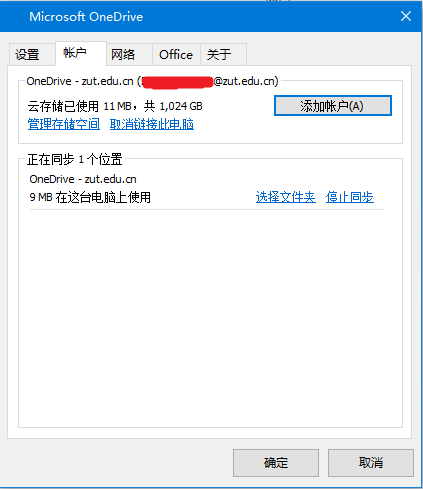 Microsoft OneDrive
设置 帐户 网络 Office 关于
OneDrive - zut.edu.cn (@zut.edu.cn)
云存储已使用 11 MB，共 1,024 GB 添加帐户(A)
管理存储空间 取消链接此电脑
正在同步 1 个位置
OneDrive - zut.edu.cn
9 MB 在这台电脑上使用 选择文件夹 停止同步
确定 取消